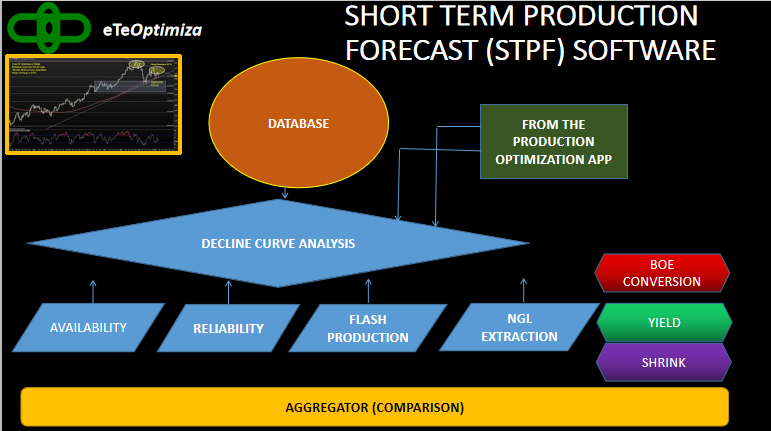 eTeOptimiza
SHORT TERM PRODUCTION
FORECAST (STPF) SOFTWARE
DATABASE
FROM THE
PRODUCTION
OPTIMIZATION APP
DECLINE CURVE ANALYSIS
BOE
CONVERSION
AVAILABILITY
RELIABILITY
FLASH
PRODUCTION
NGL
EXTRACTION
YIELD
SHRINK
AGGREGATOR (COMPARISON)